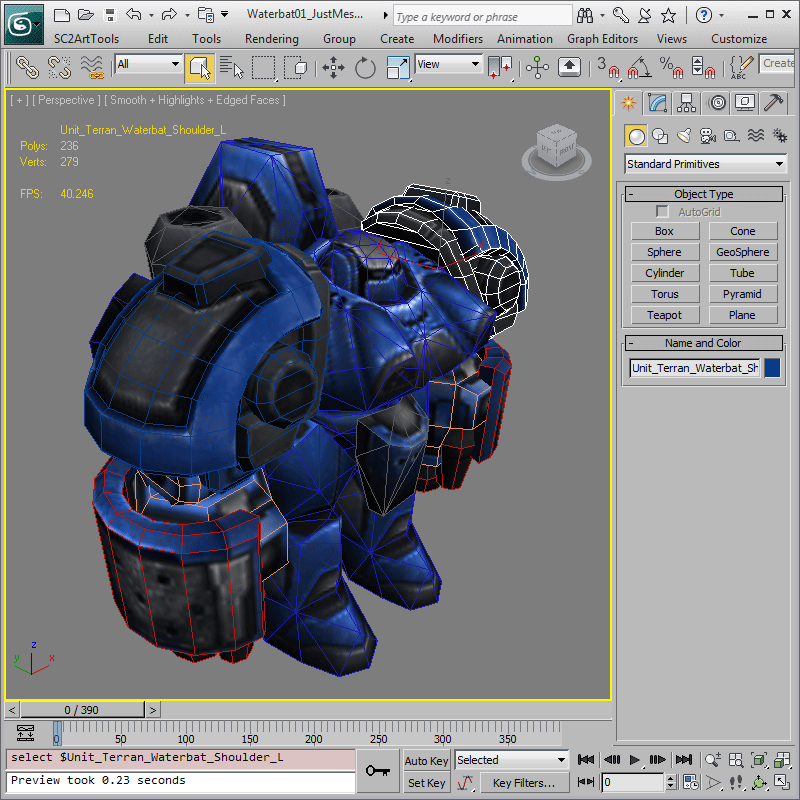 Waterbat01_JustMes...
Type a keyword or phrase
SC2ArtTools Edit Tools Rendering Group Create Modifiers Animation Graph Editors Views Customize
All
View
3
%
ABC
Create
[ + ] [ Perspective ] [ Smooth + Highlights + Edged Faces ]
Unit_Terran_Waterbat_Shoulder_L
Polys: 236
Verts: 279
FPS: 40.246
Standard Primitives
- Object Type
AutoGrid
Box Cone
Sphere GeoSphere
Cylinder Tube
Torus Pyramid
Teapot Plane
- Name and Color
Unit_Terran_Waterbat_Sh
z
y x
< 0 / 390 >
0 50 100 150 200 250 300 350
select $Unit_Terran_Waterbat_Shoulder_L
Preview took 0.23 seconds
Auto Key Selected
Set Key Key Filters...
0